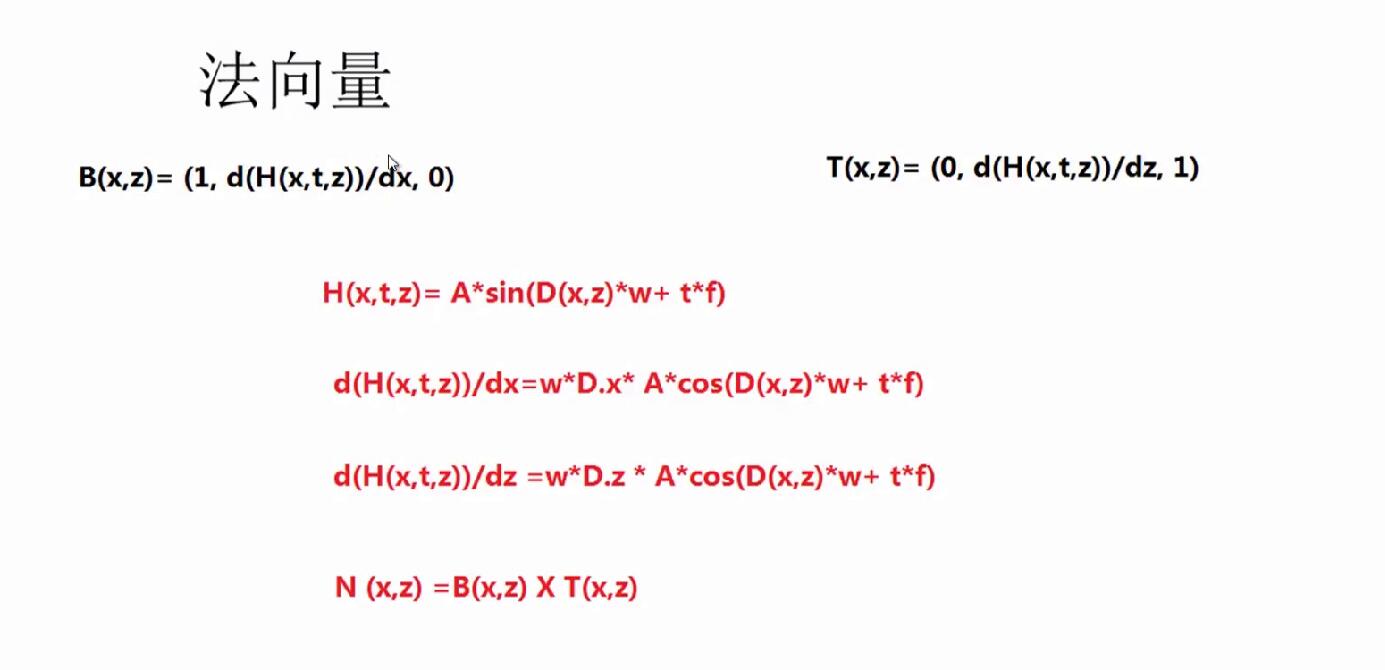 法向量
B(x,z)= (1, d(H(x,t,z))/dx, 0)
T(x,z)= (0, d(H(x,t,z))/dz, 1)
H(x,t,z)= A*sin(D(x,z)*w+ t*f)
d(H(x,t,z))/dx=w*D.x* A*cos(D(x,z)*w+ t*f)
d(H(x,t,z))/dz =w*D.z * A*cos(D(x,z)*w+ t*f)
N (x,z) =B(x,z) X T(x,z)